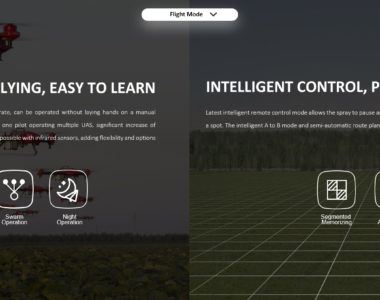 Flight Mode
LYING, EASY TO LEARN
rate, can be operated without laying hands on a manual
one pilot operating multiple UAS, significant increase of
possible with infrared sensors, adding flexibility and options
Swarm
Operation
Night
Operation
INTELLIGENT CONTROL, P
Latest intelligent remote control mode allows the spray to pause a
a spot. The intelligent A to B mode and semi-automatic route plan
Segmented
Memorizing
A